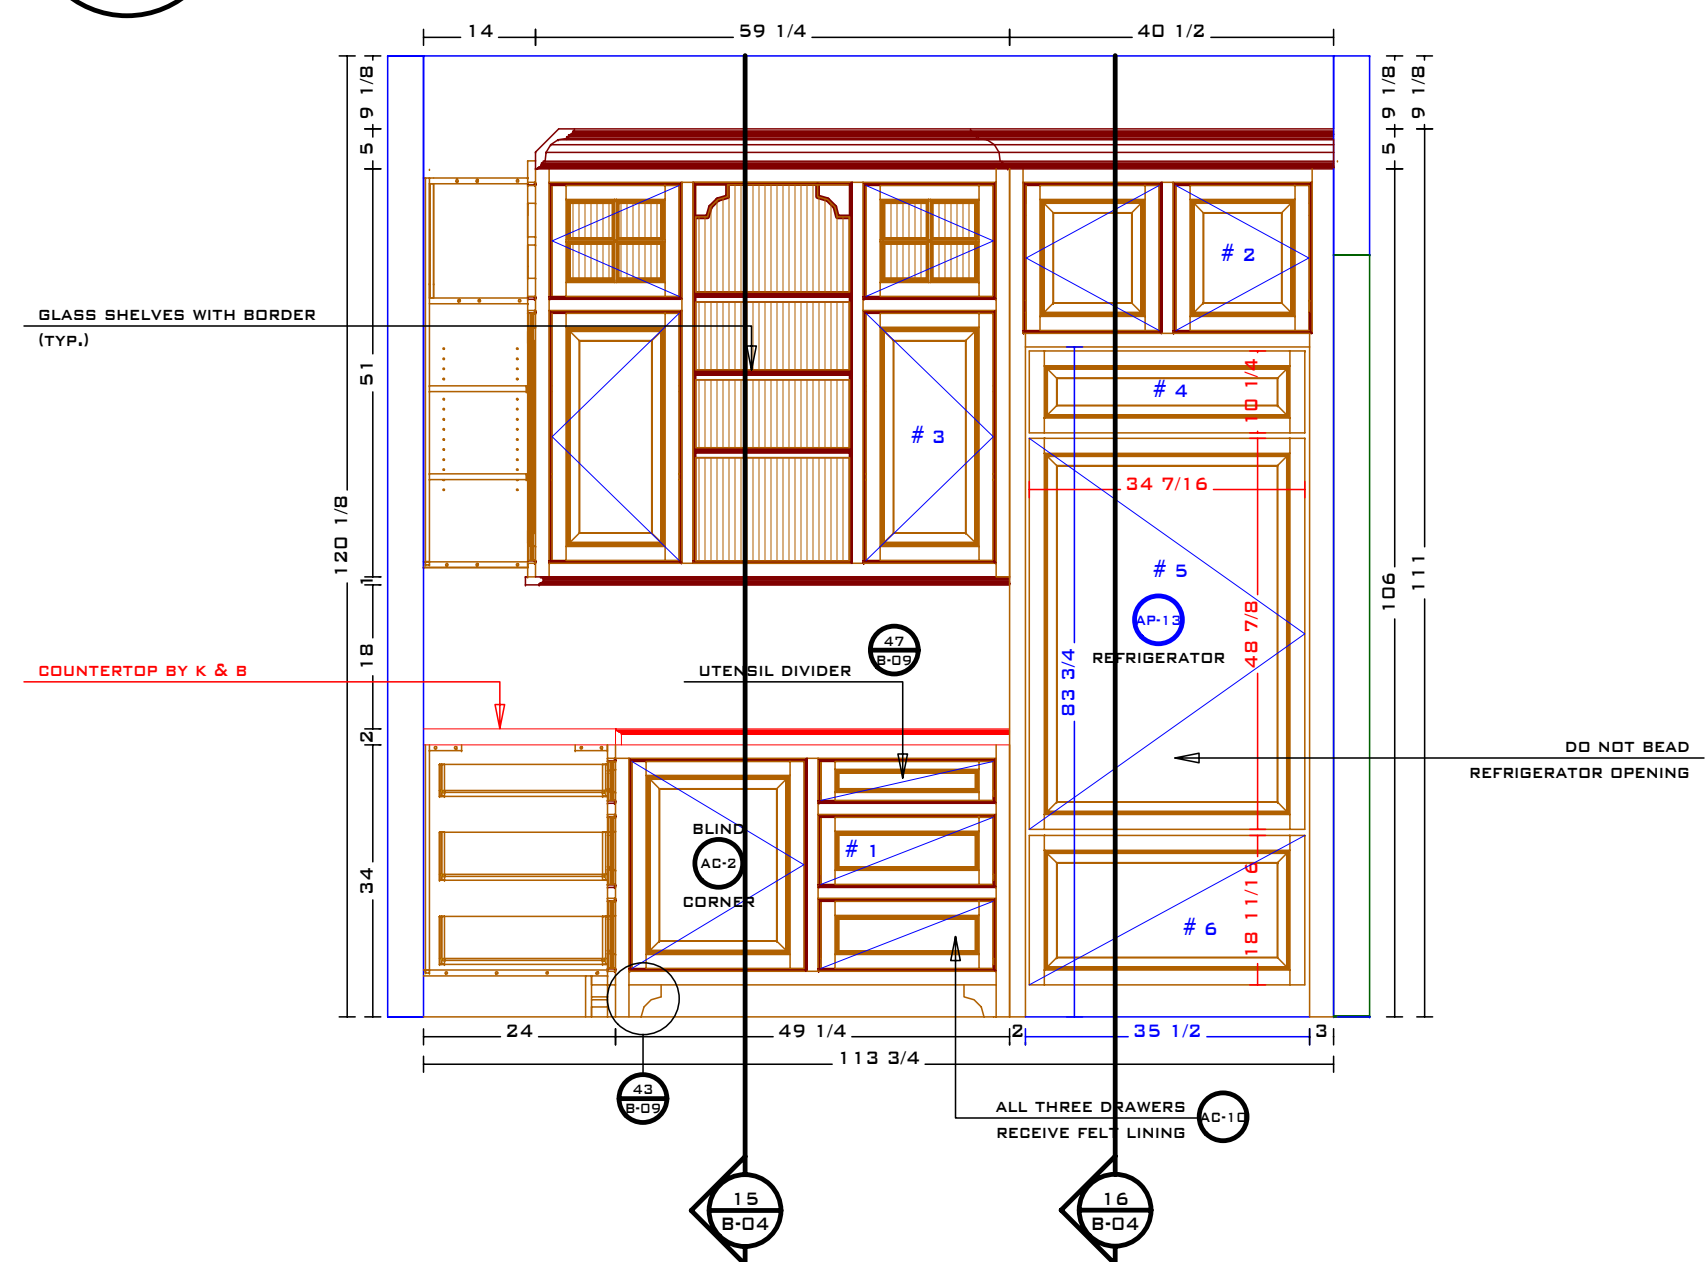 14
59 1/4
40 1/2
9 1/8
5
51
120 1/8
1
18
2
34
9 1/8
9 1/8
5
106
111
# 2
GLASS SHELVES WITH BORDER
(TYP.)
# 4
10 1/4
# 3
34 7/16
# 5
AP-13
REFRIGERATOR
48 7/8
83 3/4
47
B-09
UTENSIL DIVIDER
COUNTERTOP BY K & B
DO NOT BEAD
REFRIGERATOR OPENING
BLIND
AC-2
CORNER
# 1
# 6
18 11/16
24
49 1/4
2
35 1/2
3
113 3/4
43
B-09
ALL THREE DRAWERS
RECEIVE FELT LINING
AC-10
15
B-04
16
B-04